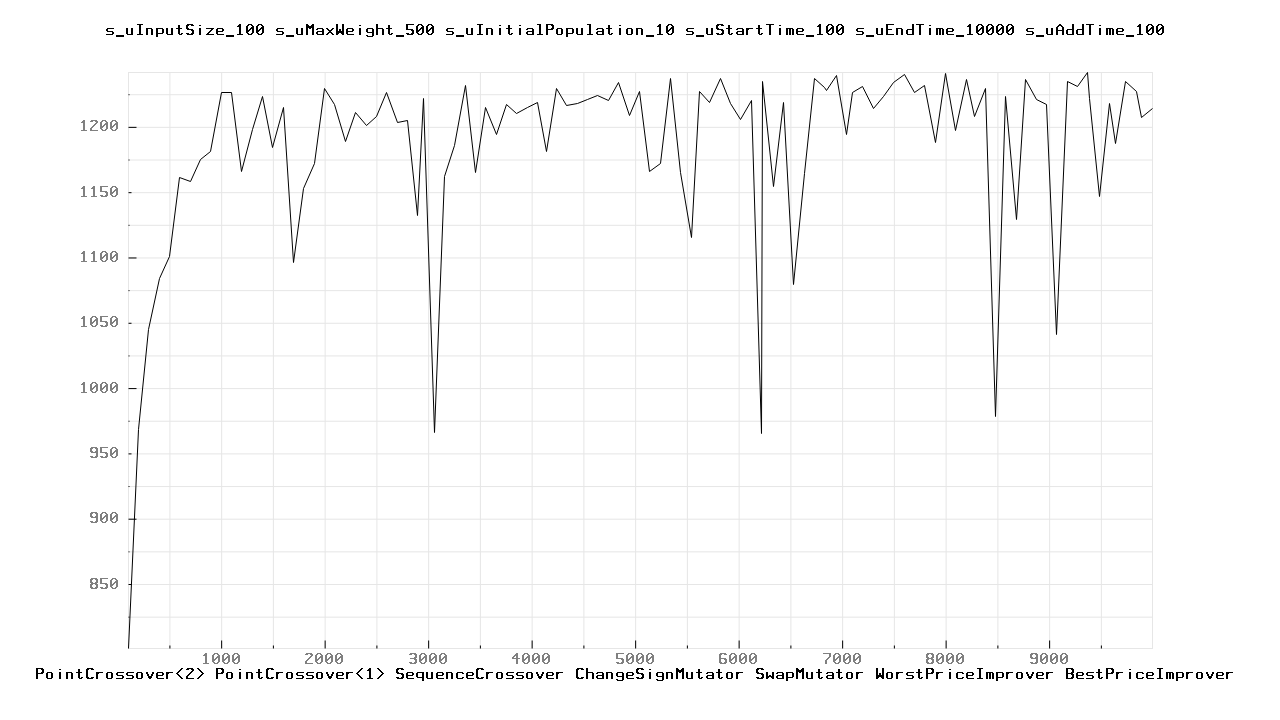 s_uInputSize_100 s_uMaxWeight_500 s_uInitialPopulation_10 s_uStartTime_100 s_uEndTime_10000 s_uAddTime_100
1200
1150
1100
1050
1000
950
900
850
1000 2000 3000 4000 5000 6000 7000 8000 9000
PointCrossover<2> PointCrossover<1> SequenceCrossover ChangeSignMutator SwapMutator WorstPriceImprover BestPriceImprover